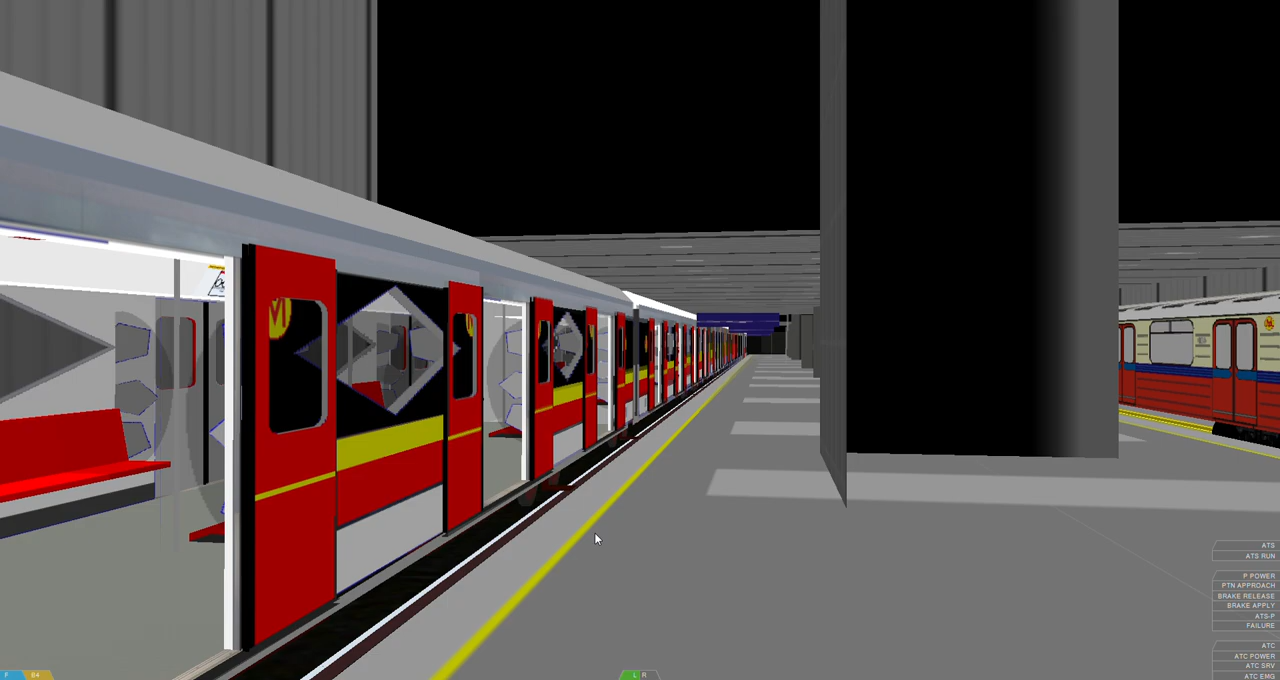 M
ATS
ATS RUN
P POWER
PTN APPROACH
BRAKE RELEASE
BRAKE APPLY
ATS-P
FAILURE
ATC
ATC POWER
ATC SRV
ATC EMG
F B4
L R